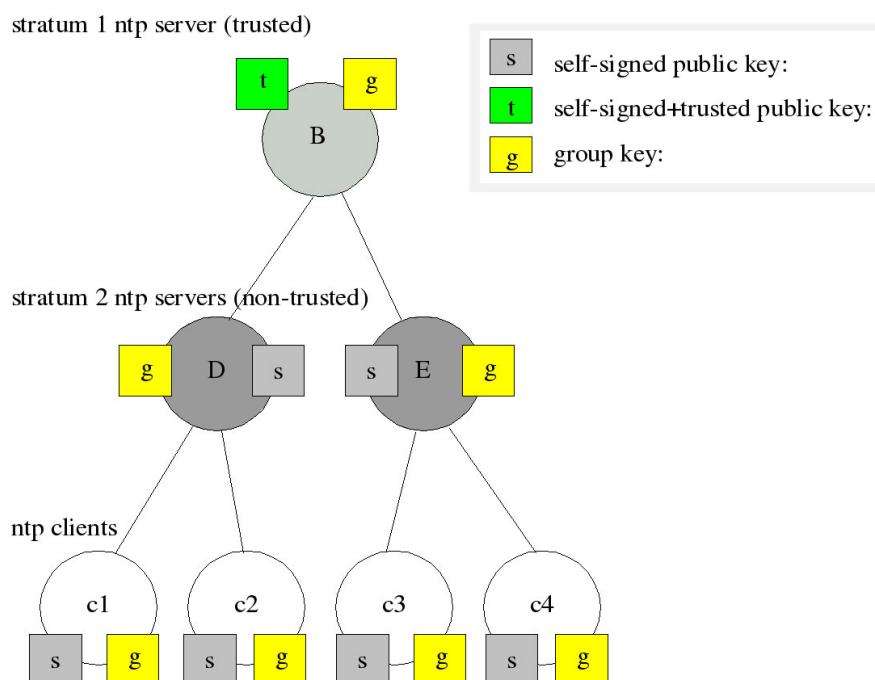 stratum 1 ntp server (trusted)
t
g
B
s self-signed public key:
t self-signed+trusted public key:
g group key:
stratum 2 ntp servers (non-trusted)
g D s
s E g
ntp clients
c1
c2
c3
c4
s g
s g
s g
s g